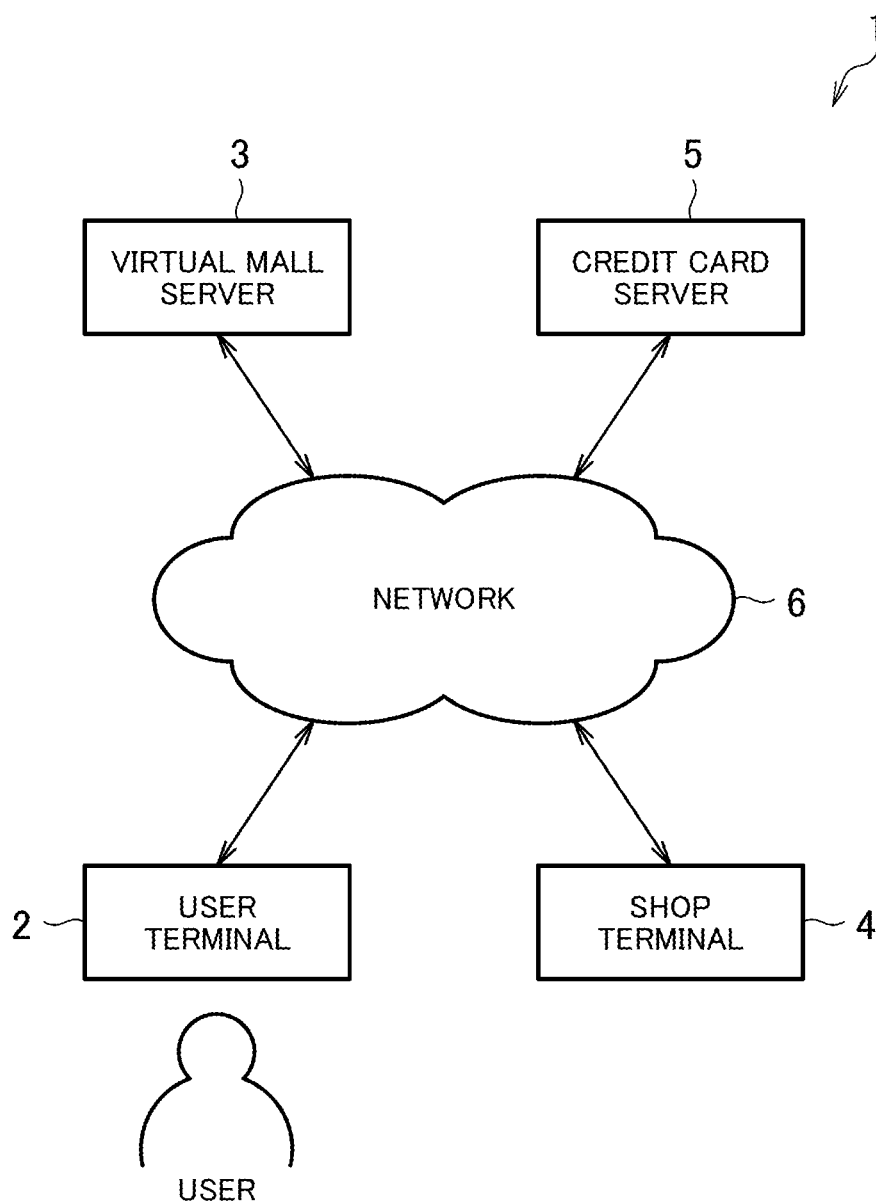 1
3
5
VIRTUAL MALL
SERVER
CREDIT CARD
SERVER
NETWORK
6
2
USER
TERMINAL
SHOP
TERMINAL
4
USER